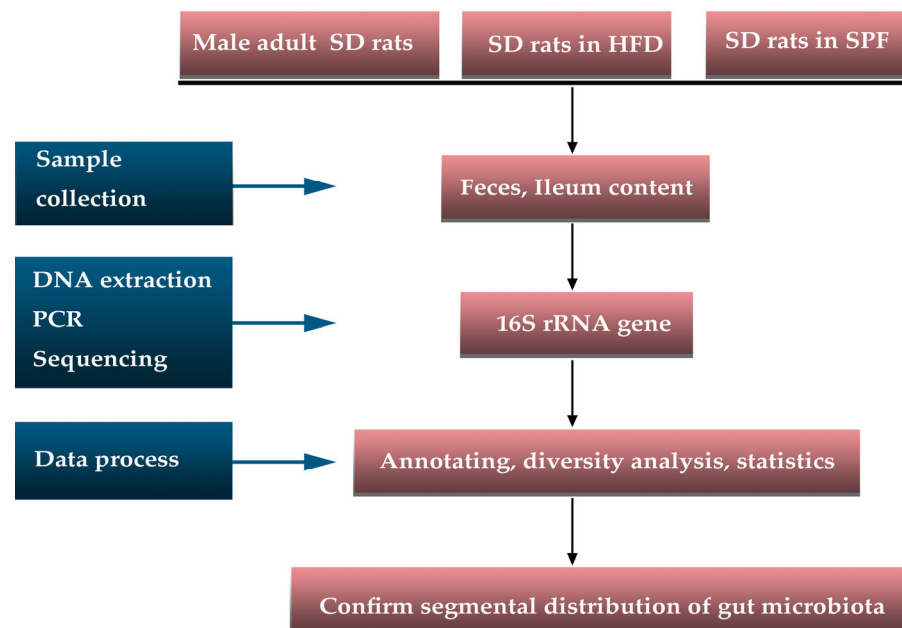 Male adult SD rats
SD rats in HFD
SD rats in SPF
Sample
collection
Feces, Ileum content
DNA extraction
PCR
Sequencing
16S rRNA gene
Data process
Annotating, diversity analysis, statistics
Confirm segmental distribution of gut microbiota